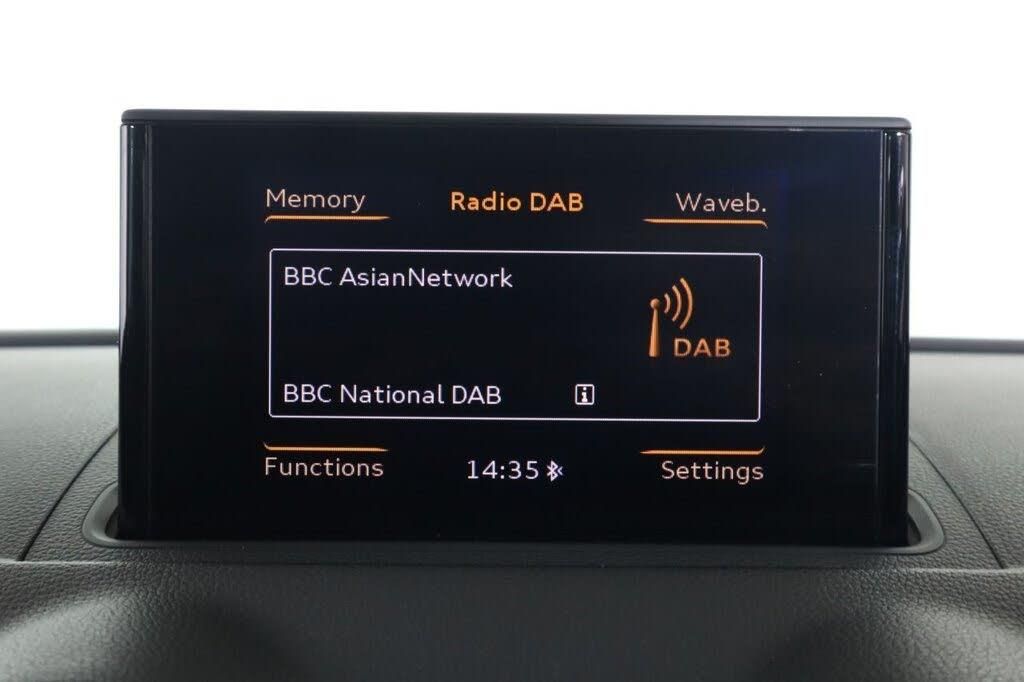 Memory Radio DAB Waveb.
BBC AsianNetwork
DAB
BBC National DAB i
Functions 14:35 Settings